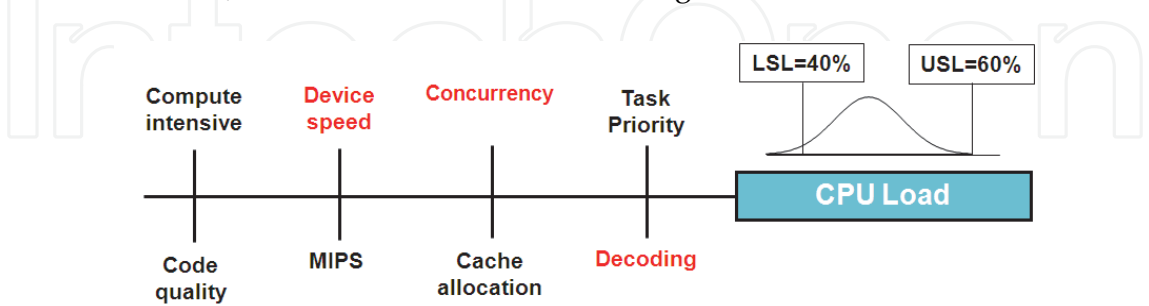 IntechOpen
LSL=40%
USL=60%
Compute
intensive
Device
speed
Concurrency
Task
Priority
CPU Load
Code
quality
MIPS
Cache
allocation
Decoding